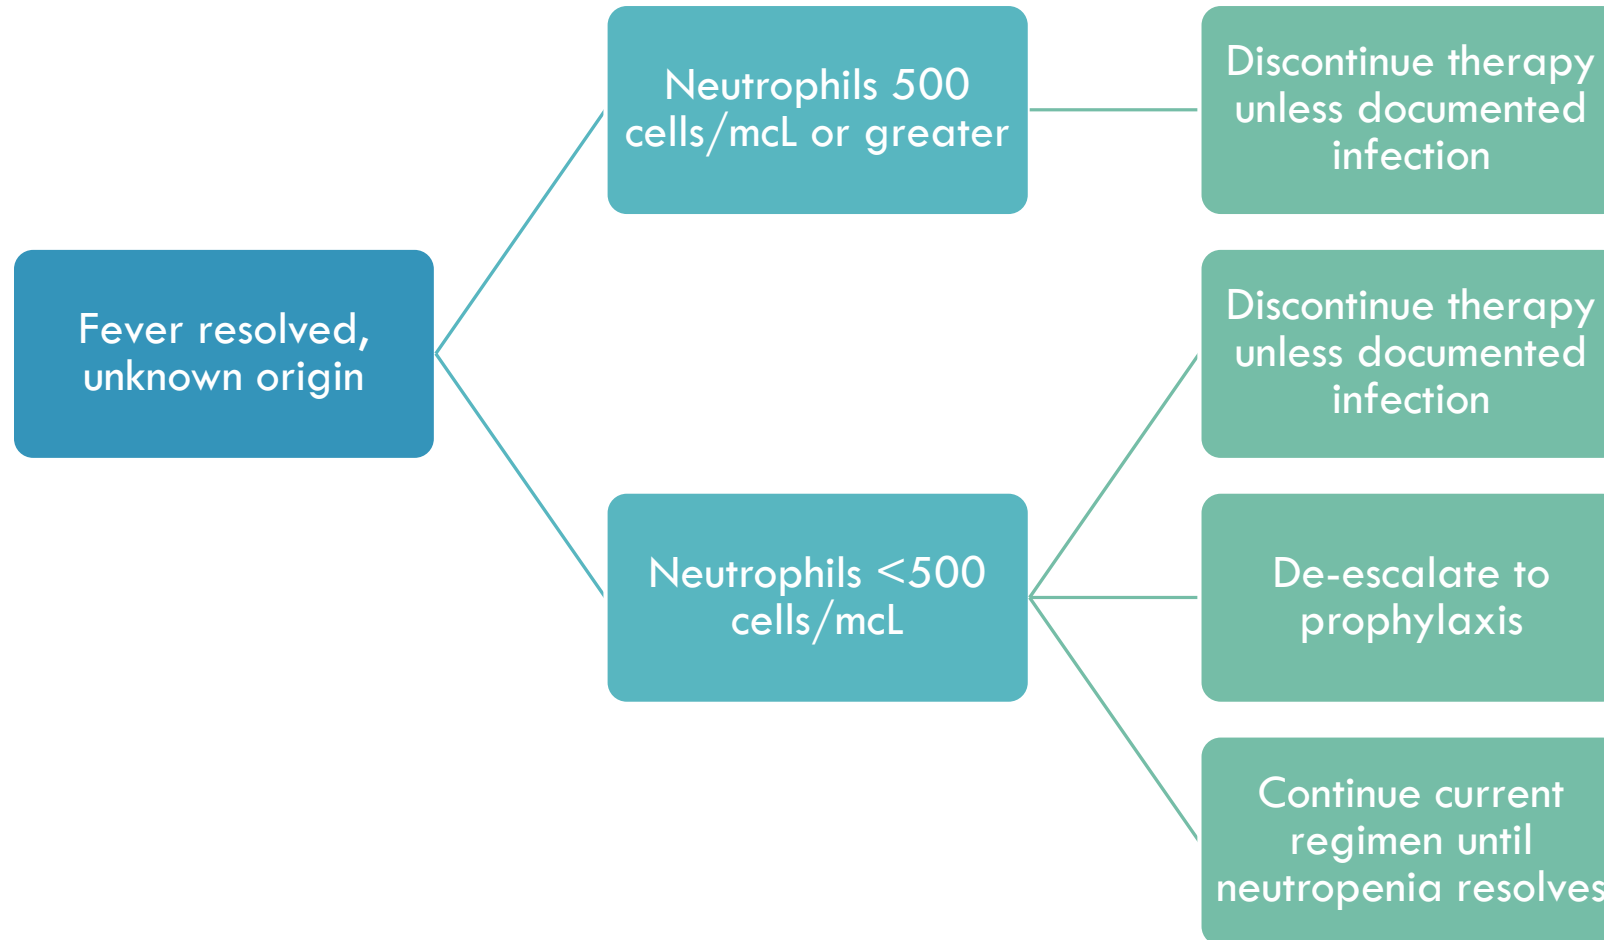 Fever resolved,
unknown origin
Neutrophils 500
cells/mcL or greater
Neutrophils <500
cells/mcL
Discontinue therapy
unless documented
infection
Discontinue therapy
unless documented
infection
De-escalate to
prophylaxis
Continue current
regimen until
neutropenia resolves